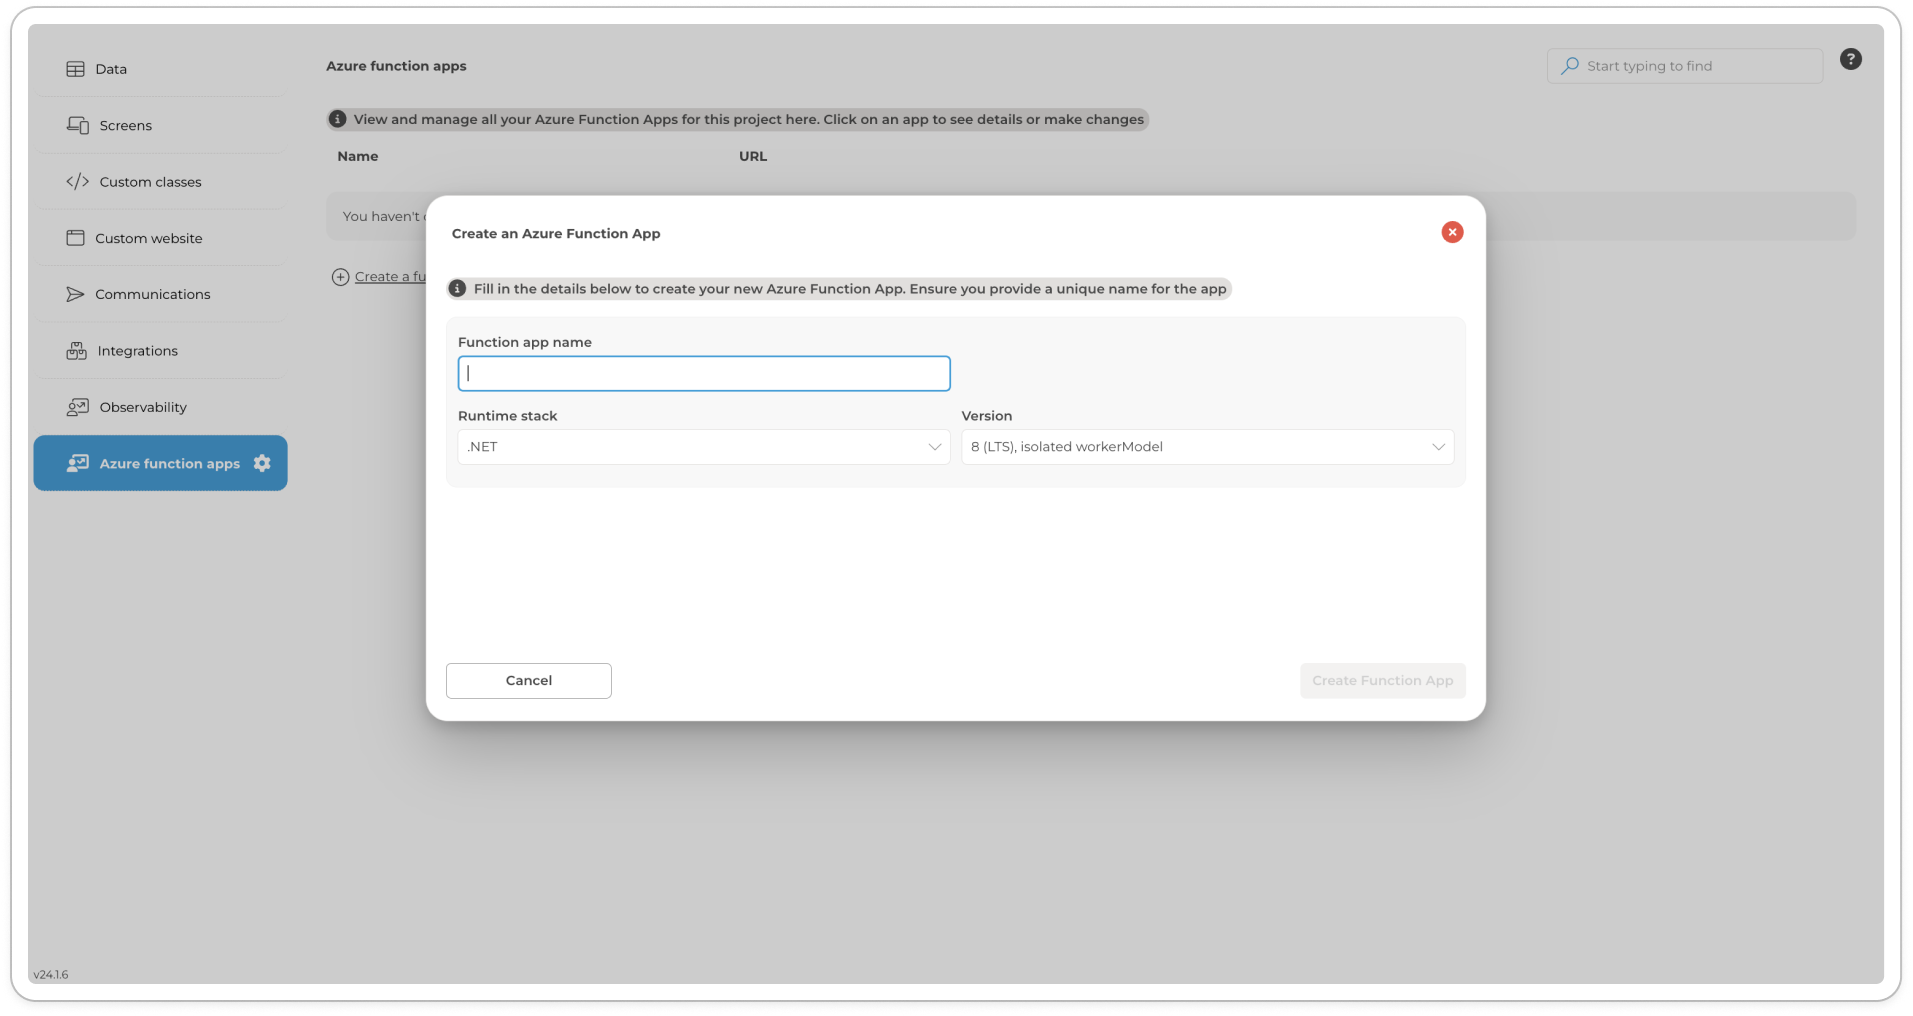 Data
Screens
Custom classes
Custom website
Communications
Integrations
Observability
Azure function apps
v24.1.6
Azure function apps
Start typing to find
?
View and manage all your Azure Function Apps for this project here. Click on an app to see details or make changes
Name URL
You haven't
Create a fu
Create an Azure Function App
Fill in the details below to create your new Azure Function App. Ensure you provide a unique name for the app
Function app name
Runtime stack Version
.NET 8 (LTS), isolated workerModel
Cancel Create Function App